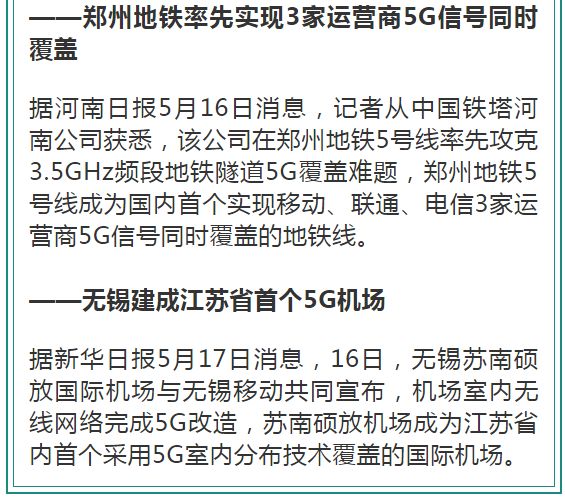 ——郑州地铁率先实现3家运营商5G信号同时
覆盖
据河南日报5月16日消息，记者从中国铁塔河
南公司获悉，该公司在郑州地铁5号线率先攻克
3.5GHz频段地铁隧道5G覆盖难题，郑州地铁5
号线成为国内首个实现移动、联通、电信3家运
营商5G信号同时覆盖的地铁线。
——无锡建成江苏省首个5G机场
据新华日报5月17日消息，16日，无锡苏南硕
放国际机场与无锡移动共同宣布，机场室内无
线网络完成5G改造，苏南硕放机场成为江苏省
内首个采用5G室内分布技术覆盖的国际机场。